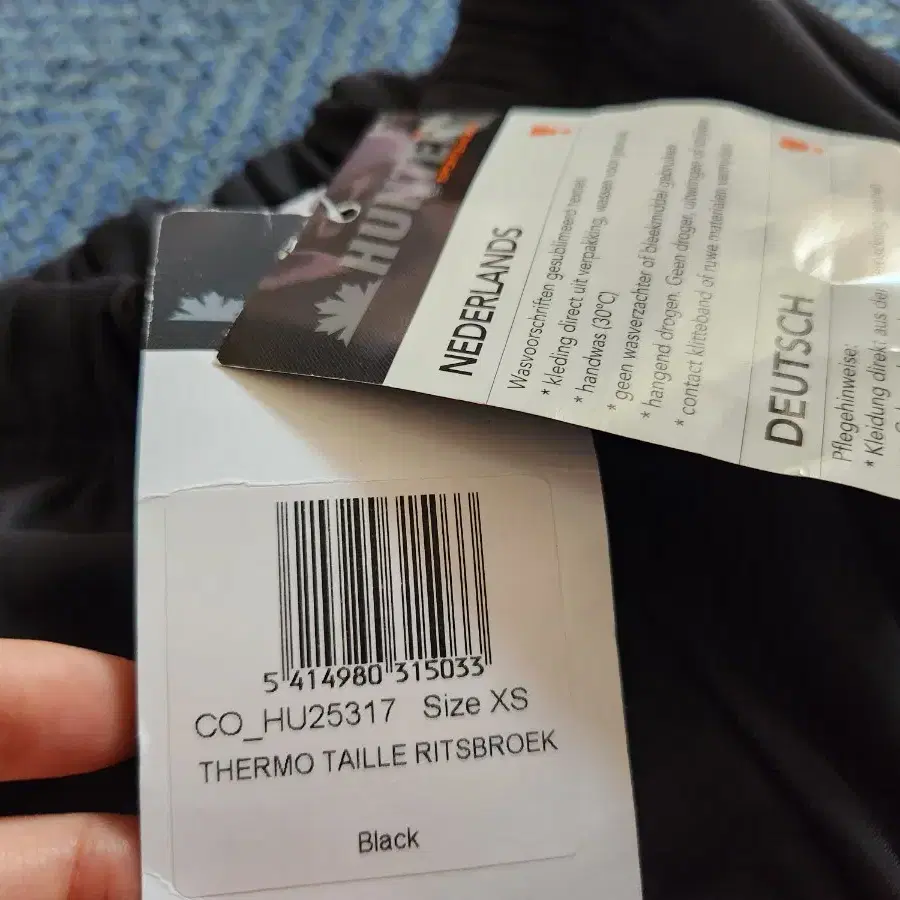 HUNZER
NEDERLANDS
Wasvoorschriften gesublimeerd textiel
* kleding direct uit verpakking, wassen voor gebruik
* handwas (30°C)
* geen wasverzachter of bleekmiddel gebruiken
* hangend drogen. Geen droger,
* contact klitteband of ruwe materialen vermijden
DEUTSCH
Pflegehinweise:
* Kleidung direkt aus der
5 414980 315033
CO_HU25317 Size XS
THERMO TAILLE RITSBROEK
Black